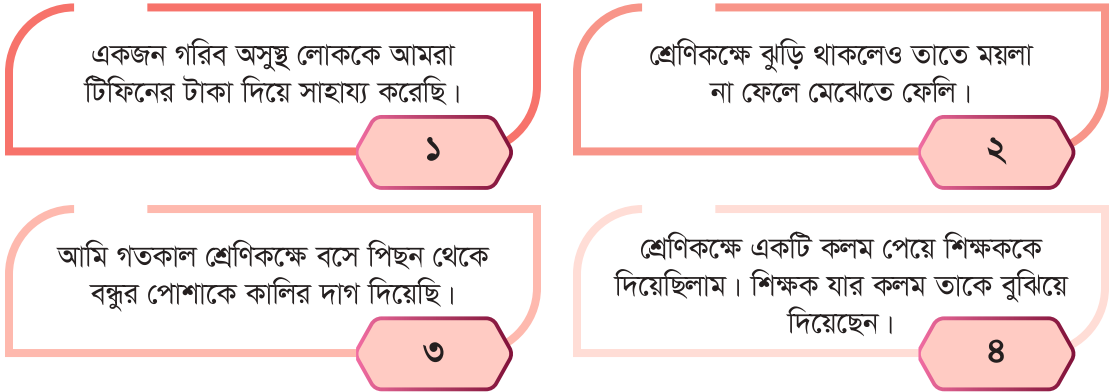 একজন গরিব অসুস্থ লোককে আমরা
টিফিনের টাকা দিয়ে সাহায্য করেছি।
১
শ্রেণিকক্ষে ঝুড়ি থাকলেও তাতে ময়লা
না ফেলে মেঝেতে ফেলি।
২
আমি গতকাল শ্রেণিকক্ষে বসে পিছন থেকে
বন্ধুর পোশাকে কালির দাগ দিয়েছি।
৩
শ্রেণিকক্ষে একটি কলম পেয়ে শিক্ষককে
দিয়েছিলাম। শিক্ষক যার কলম তাকে বুঝিয়ে
দিয়েছেন।
৪